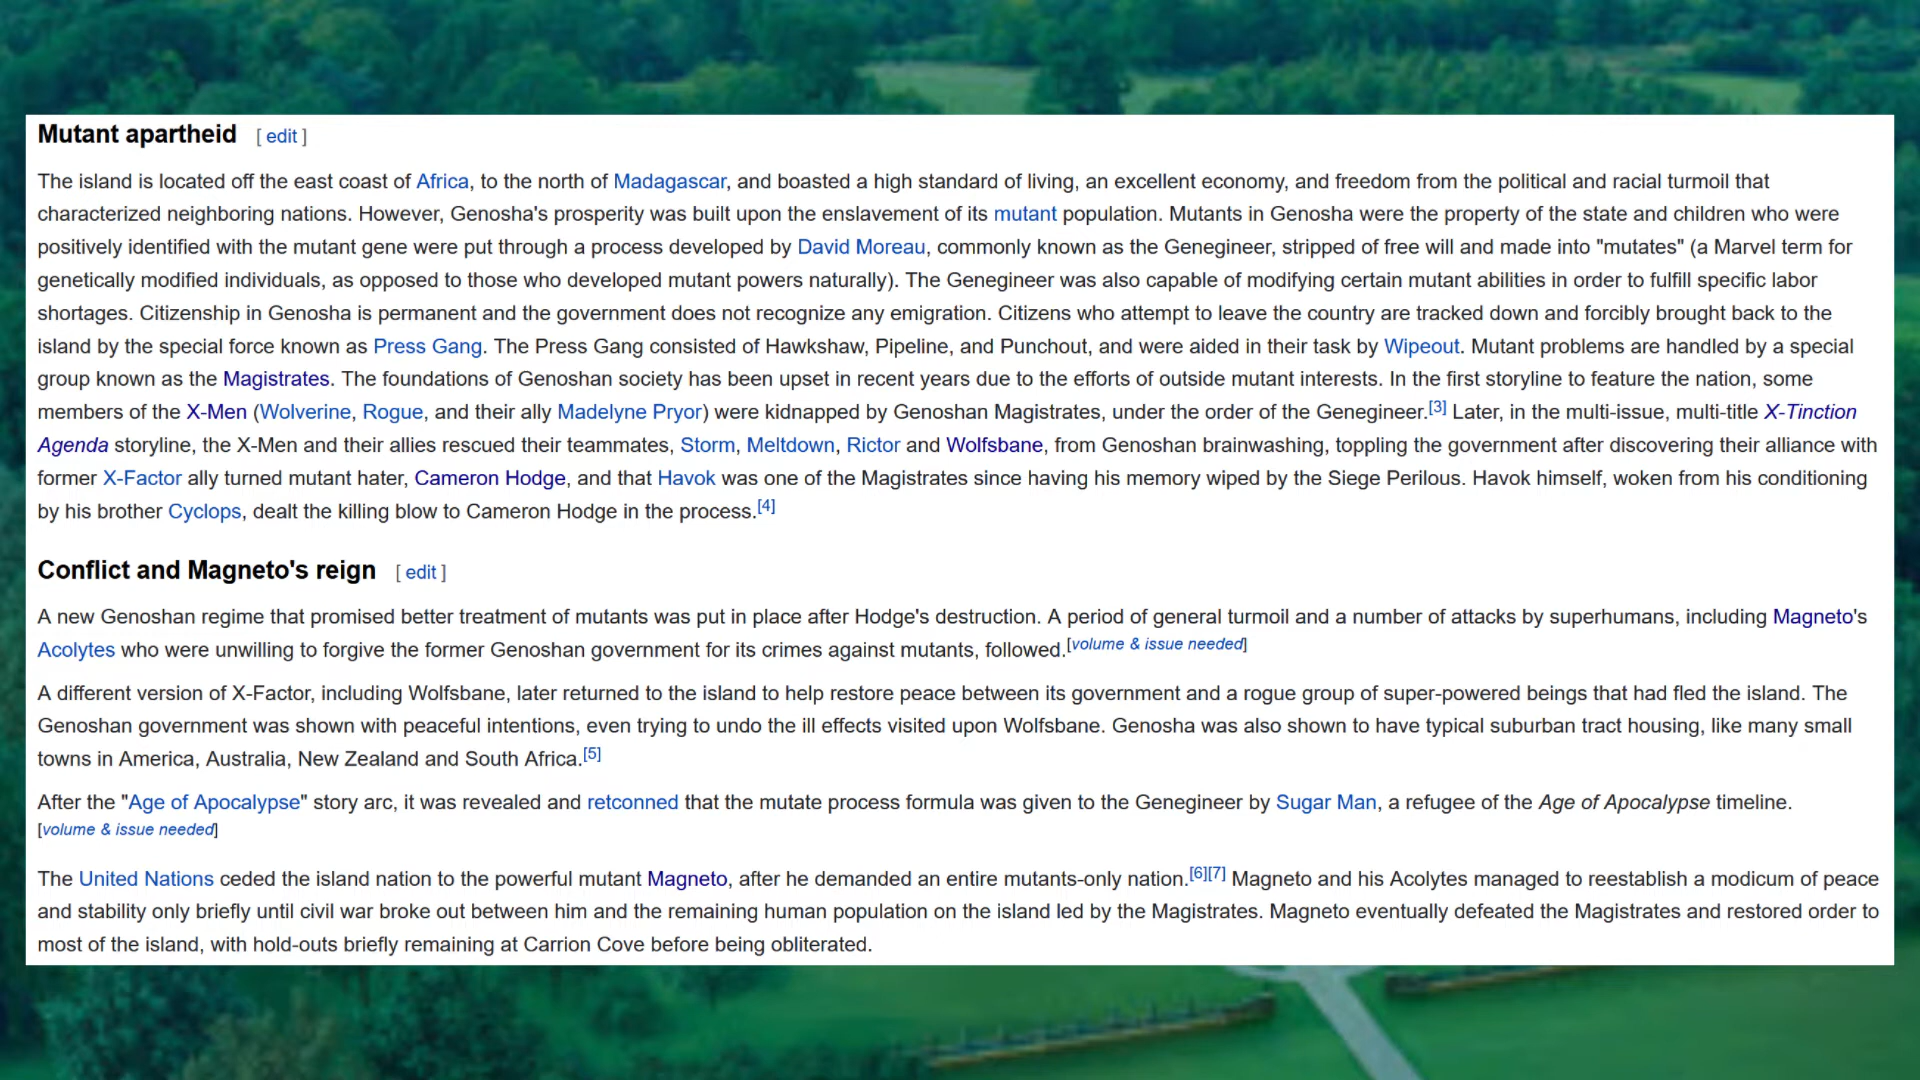 Mutant apartheid [ edit ]
The island is located off the east coast of Africa, to the north of Madagascar, and boasted a high standard of living, an excellent economy, and freedom from the political and racial turmoil that
characterized neighboring nations. However, Genosha's prosperity was built upon the enslavement of its mutant population. Mutants in Genosha were the property of the state and children who were
positively identified with the mutant gene were put through a process developed by David Moreau, commonly known as the Genegineer, stripped of free will and made into "mutates" (a Marvel term for
genetically modified individuals, as opposed to those who developed mutant powers naturally). The Genegineer was also capable of modifying certain mutant abilities in order to fulfill specific labor
shortages. Citizenship in Genosha is permanent and the government does not recognize any emigration. Citizens who attempt to leave the country are tracked down and forcibly brought back to the
island by the special force known as Press Gang. The Press Gang consisted of Hawkshaw, Pipeline, and Punchout, and were aided in their task by Wipeout. Mutant problems are handled by a special
group known as the Magistrates. The foundations of Genoshan society has been upset in recent years due to the efforts of outside mutant interests. In the first storyline to feature the nation, some
members of the X-Men (Wolverine, Rogue, and their ally Madelyne Pryor) were kidnapped by Genoshan Magistrates, under the order of the Genegineer.[3] Later, in the multi-issue, multi-title X-Tinction
Agenda storyline, the X-Men and their allies rescued their teammates, Storm, Meltdown, Rictor and Wolfsbane, from Genoshan brainwashing, toppling the government after discovering their alliance with
former X-Factor ally turned mutant hater, Cameron Hodge, and that Havok was one of the Magistrates since having his memory wiped by the Siege Perilous. Havok himself, woken from his conditioning
by his brother Cyclops, dealt the killing blow to Cameron Hodge in the process.[4]
Conflict and Magneto's reign [ edit ]
A new Genoshan regime that promised better treatment of mutants was put in place after Hodge's destruction. A period of general turmoil and a number of attacks by superhumans, including Magneto's
Acolytes who were unwilling to forgive the former Genoshan government for its crimes against mutants, followed.[volume & issue needed]
A different version of X-Factor, including Wolfsbane, later returned to the island to help restore peace between its government and a rogue group of super-powered beings that had fled the island. The
Genoshan government was shown with peaceful intentions, even trying to undo the ill effects visited upon Wolfsbane. Genosha was also shown to have typical suburban tract housing, like many small
towns in America, Australia, New Zealand and South Africa.[5]
After the "Age of Apocalypse" story arc, it was revealed and retconned that the mutate process formula was given to the Genegineer by Sugar Man, a refugee of the Age of Apocalypse timeline.
[volume & issue needed]
The United Nations ceded the island nation to the powerful mutant Magneto, after he demanded an entire mutants-only nation.[6][7] Magneto and his Acolytes managed to reestablish a modicum of peace
and stability only briefly until civil war broke out between him and the remaining human population on the island led by the Magistrates. Magneto eventually defeated the Magistrates and restored order to
most of the island, with hold-outs briefly remaining at Carrion Cove before being obliterated.